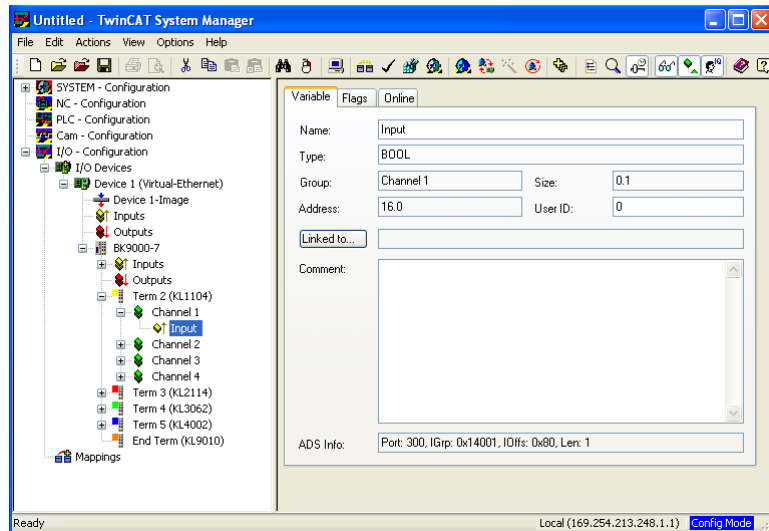 Untitled - TwinCAT System Manager
File Edit Actions View Options Help
SYSTEM - Configuration
NC - Configuration
PLC - Configuration
Cam - Configuration
I/O - Configuration
I/O Devices
Device 1 (Virtual-Ethernet)
Device 1-Image
Inputs
Outputs
BK9000-7
Inputs
Outputs
Term 2 (KL1104)
Channel 1
Input
Channel 2
Channel 3
Channel 4
Term 3 (KL2114)
Term 4 (KL3062)
Term 5 (KL4002)
End Term (KL9010)
Mappings
Variable Flags Online
Name: Input
Type: BOOL
Group: Channel 1 Size: 0.1
Address: 16.0 User ID: 0
Linked to...
Comment:
ADS Info: Port: 300, IGrp: 0x14001, IOffs: 0x80, Len: 1
Ready Local (169.254.213.248.1.1) Config Mode